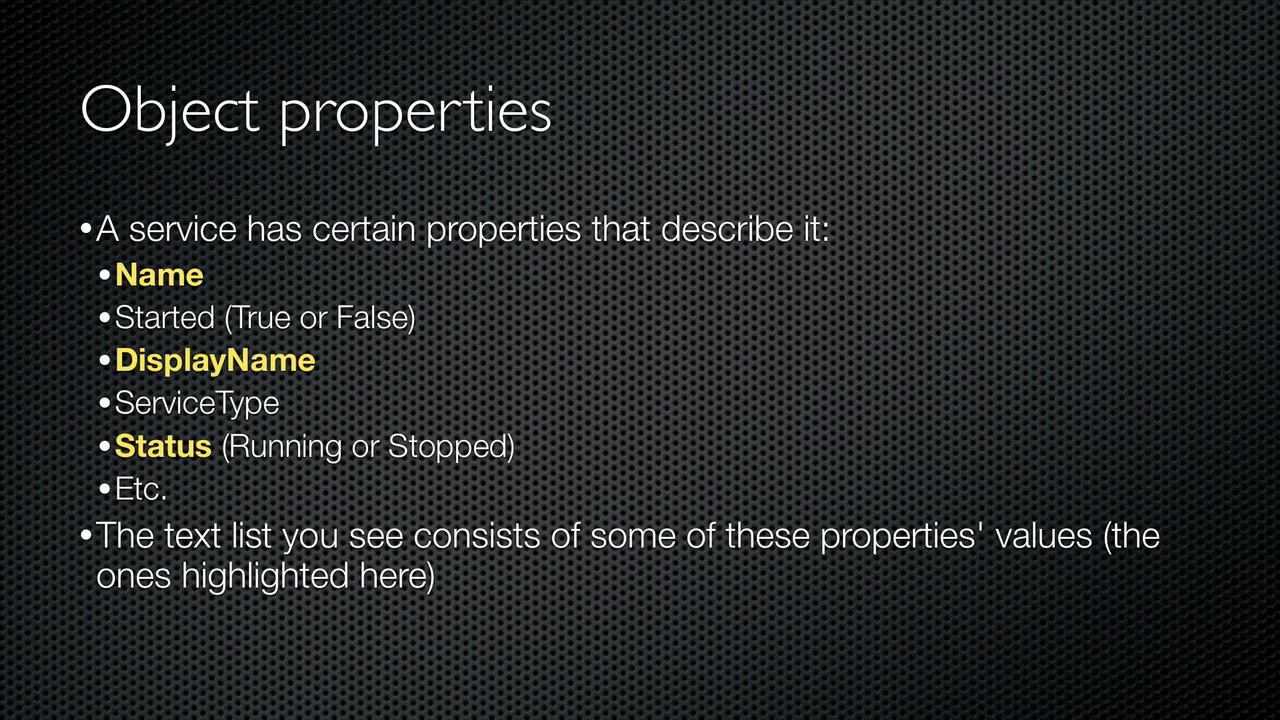 Object properties
•A service has certain properties that describe it:
•Name
•Started (True or False)
•DisplayName
•ServiceType
•Status (Running or Stopped)
•Etc.
•The text list you see consists of some of these properties' values (the
ones highlighted here)